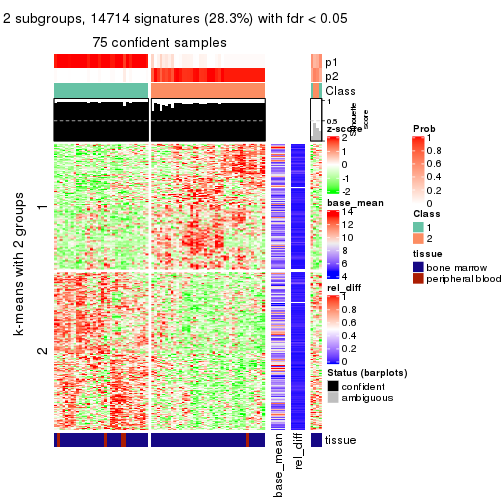 2 subgroups, 14714 signatures (28.3%) with fdr < 0.05
75 confident samples
p1
p2
Class
1
0.5
0
Silhouette
score
k-means with 2 groups
1
2
base_mean
rel_diff
tissue
z-score
2
1
0
-1
-2
base_mean
14
12
10
8
6
4
rel_diff
1
0.8
0.6
0.4
0.2
0
Status (barplots)
confident
ambiguous
Prob
1
0.8
0.6
0.4
0.2
0
Class
1
2
tissue
bone marrow
peripheral blood